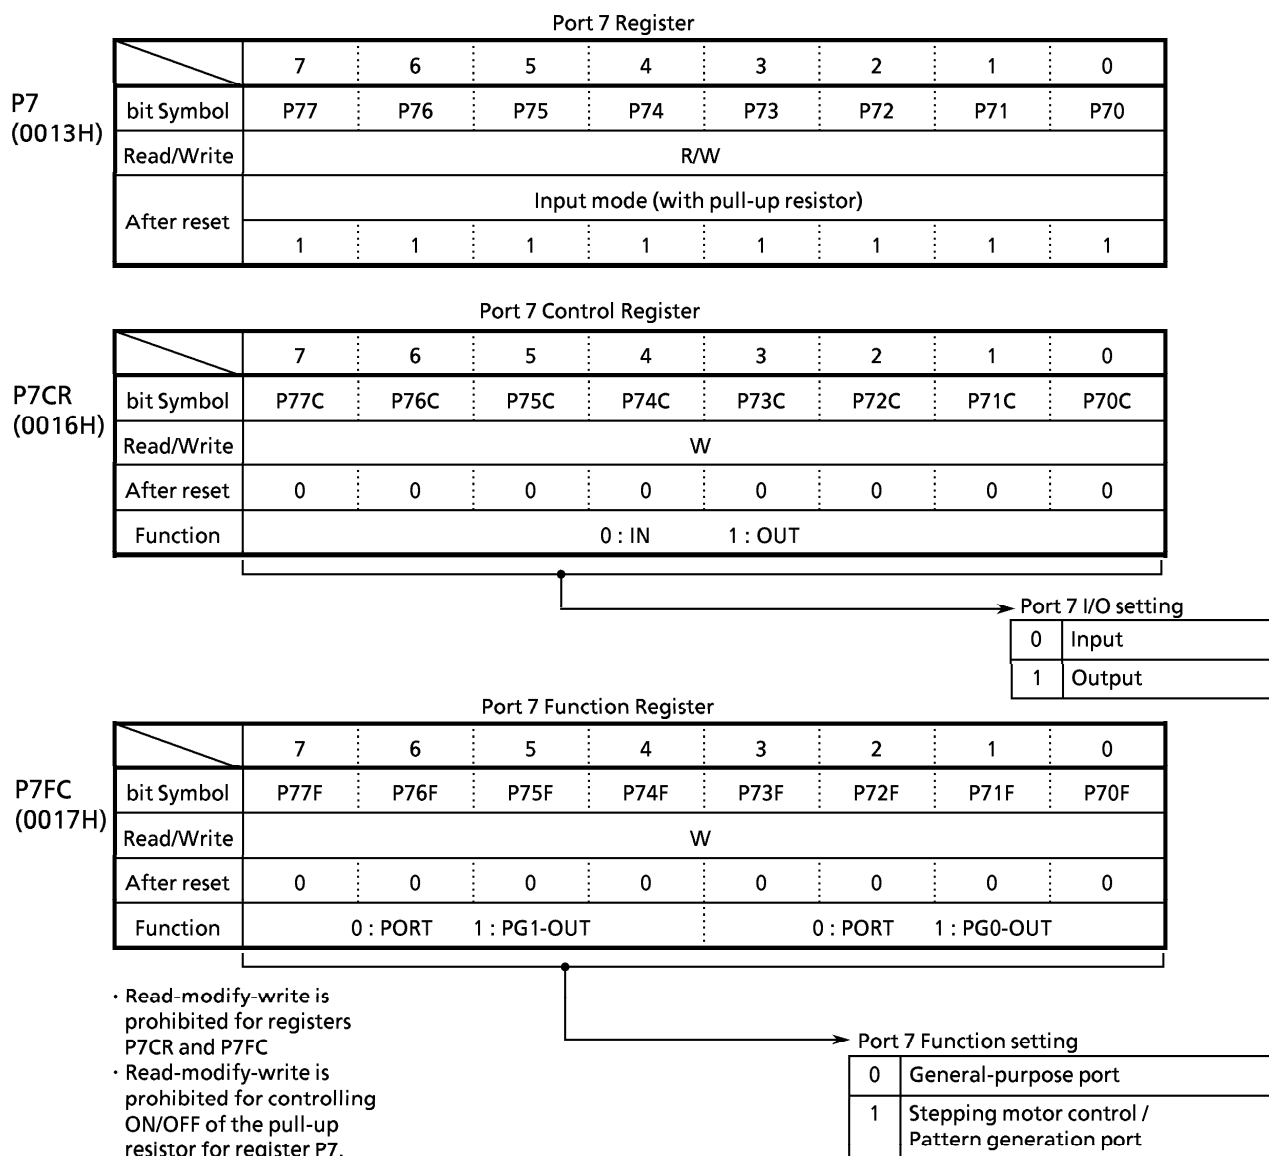 Port 7 Register
7 6 5 4 3 2 1 0
P7
(0013H)
bit Symbol P77 P76 P75 P74 P73 P72 P71 P70
Read/Write R/W
After reset Input mode (with pull-up resistor)
1 1 1 1 1 1 1 1
Port 7 Control Register
7 6 5 4 3 2 1 0
P7CR
(0016H)
bit Symbol P77C P76C P75C P74C P73C P72C P71C P70C
Read/Write W
After reset 0 0 0 0 0 0 0 0
Function 0 : IN 1 : OUT
Port 7 I/O setting
0 Input
1 Output
Port 7 Function Register
7 6 5 4 3 2 1 0
P7FC
(0017H)
bit Symbol P77F P76F P75F P74F P73F P72F P71F P70F
Read/Write W
After reset 0 0 0 0 0 0 0 0
Function 0 : PORT 1 : PG1-OUT 0 : PORT 1 : PG0-OUT
· Read-modify-write is
prohibited for registers
P7CR and P7FC
· Read-modify-write is
prohibited for controlling
ON/OFF of the pull-up
resistor for register P7.
Port 7 Function setting
0 General-purpose port
1 Stepping motor control /
Pattern generation port